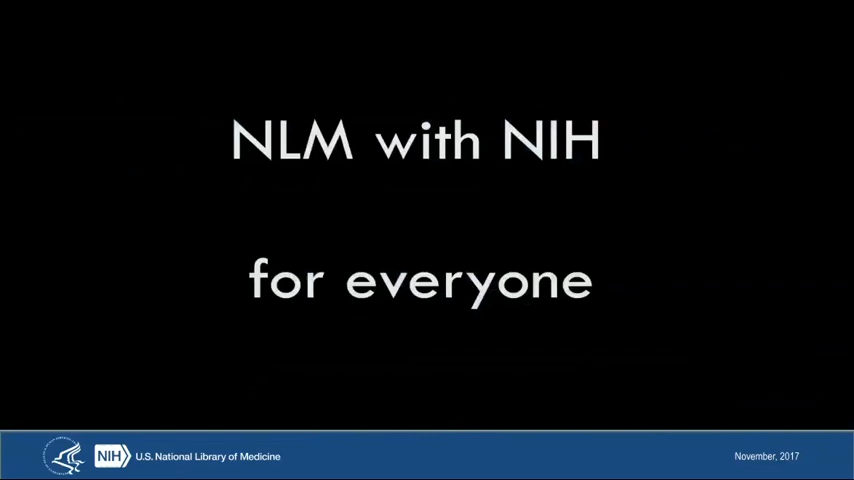 NLM with NIH
for everyone
NIH U.S. National Library of Medicine
November, 2017